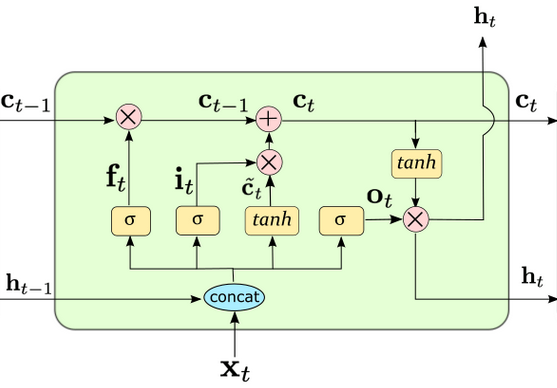 h_t
c_{t−1}
c_{t−1}
c_t
c_t
×
+
tanh
f_t
i_t
×
c̃_t
o_t
σ
σ
tanh
σ
×
h_{t−1}
concat
h_t
x_t